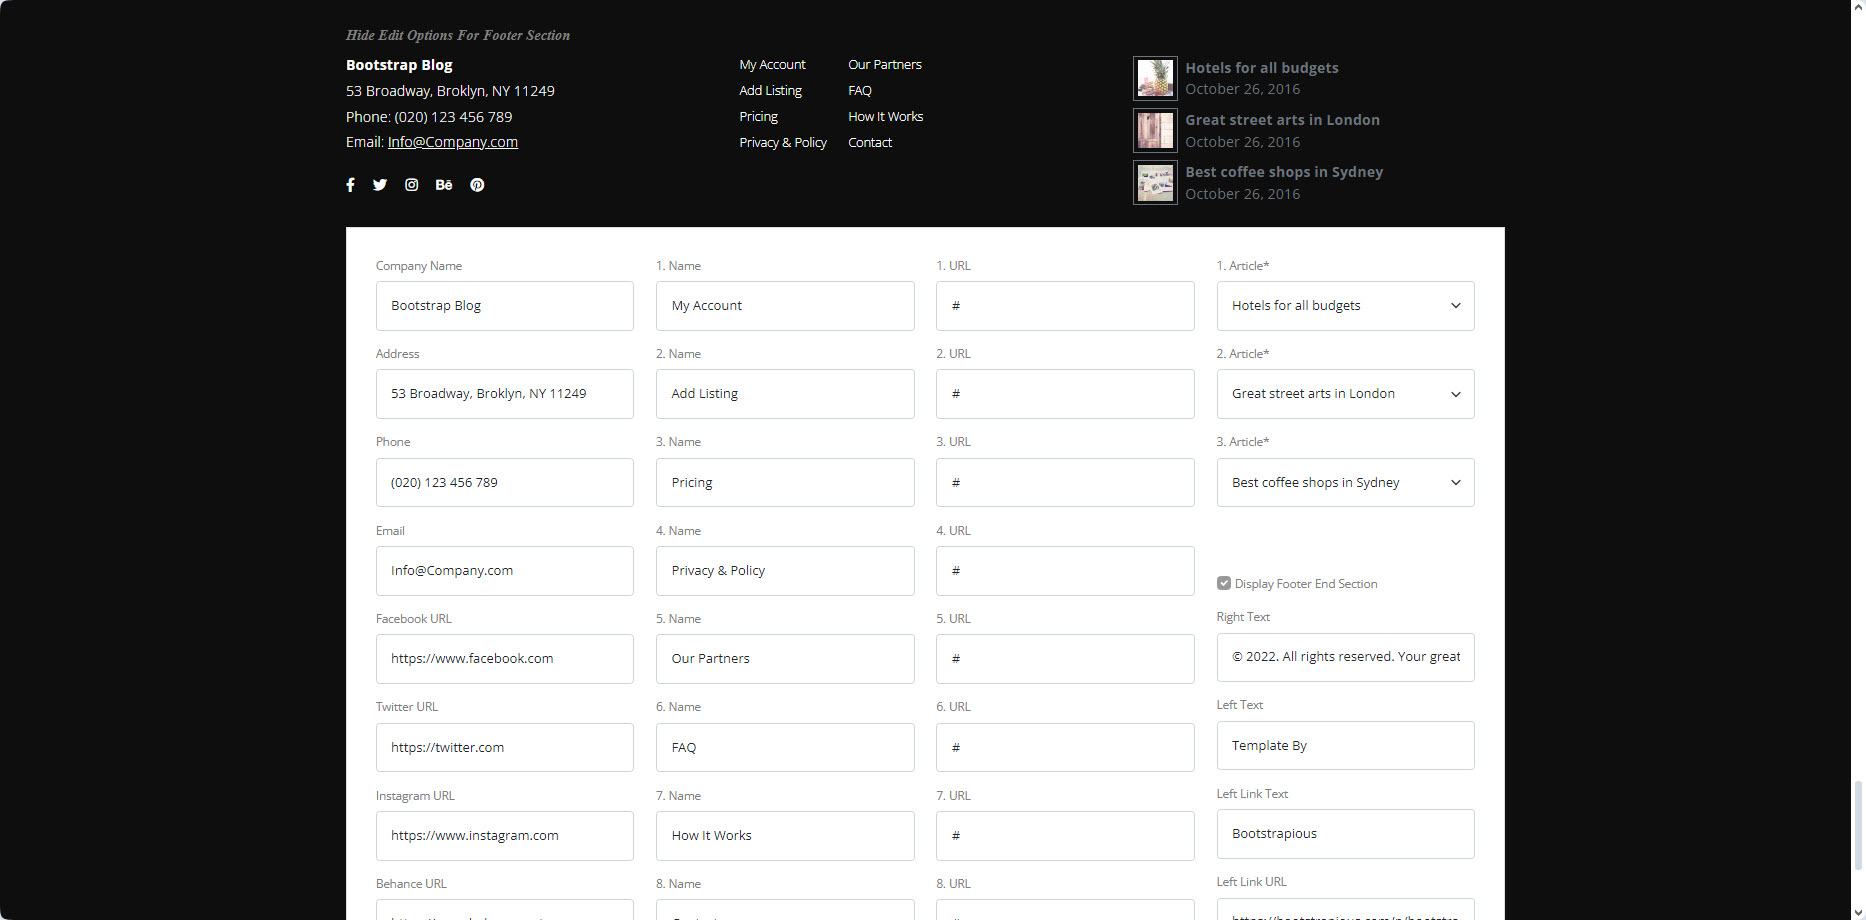 Hide Edit Options For Footer Section
Bootstrap Blog
53 Broadway, Broklyn, NY 11249
Phone: (020) 123 456 789
Email: Info@Company.com
Bē
My Account
Add Listing
Pricing
Privacy & Policy
Our Partners
FAQ
How It Works
Contact
Hotels for all budgets
October 26, 2016
Great street arts in London
October 26, 2016
Best coffee shops in Sydney
October 26, 2016
Company Name
Bootstrap Blog
Address
53 Broadway, Broklyn, NY 11249
Phone
(020) 123 456 789
Email
Info@Company.com
Facebook URL
https://www.facebook.com
Twitter URL
https://twitter.com
Instagram URL
https://www.instagram.com
Behance URL
1. Name
My Account
2. Name
Add Listing
3. Name
Pricing
4. Name
Privacy & Policy
5. Name
Our Partners
6. Name
FAQ
7. Name
How It Works
8. Name
1. URL
#
2. URL
#
3. URL
#
4. URL
#
5. URL
#
6. URL
#
7. URL
#
8. URL
1. Article*
Hotels for all budgets
2. Article*
Great street arts in London
3. Article*
Best coffee shops in Sydney
Display Footer End Section
Right Text
© 2022. All rights reserved. Your great
Left Text
Template By
Left Link Text
Bootstrapious
Left Link URL